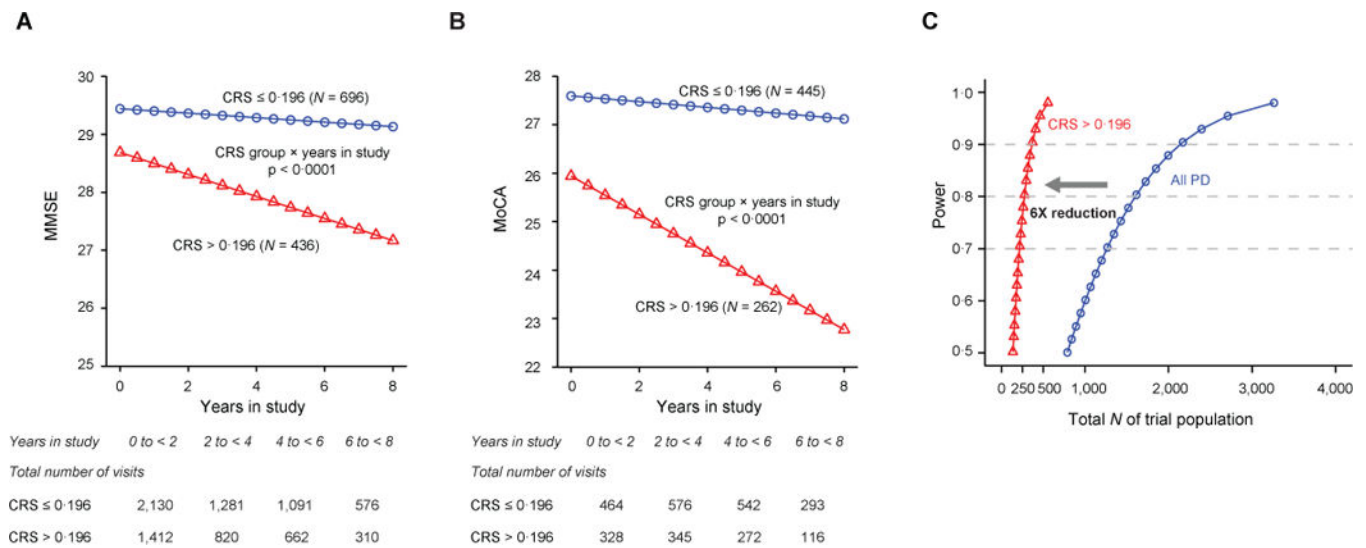 A
MMSE
30
29
28
27
26
25
CRS ≤ 0·196 (N = 696)
CRS group × years in study
p < 0·0001
CRS > 0·196 (N = 436)
0 2 4 6 8
Years in study
Years in study 0 to < 2 2 to < 4 4 to < 6 6 to < 8
Total number of visits
CRS ≤ 0·196 2,130 1,281 1,091 576
CRS > 0·196 1,412 820 662 310
B
MoCA
28
27
26
25
24
23
22
CRS ≤ 0·196 (N = 445)
CRS group × years in study
p < 0·0001
CRS > 0·196 (N = 262)
0 2 4 6 8
Years in study
Years in study 0 to < 2 2 to < 4 4 to < 6 6 to < 8
Total number of visits
CRS ≤ 0·196 464 576 542 293
CRS > 0·196 328 345 272 116
C
Power
1·0
0·9
0·8
0·7
0·6
0·5
CRS > 0·196
All PD
6X reduction
0 250 500 1,000 2,000 3,000 4,000
Total N of trial population